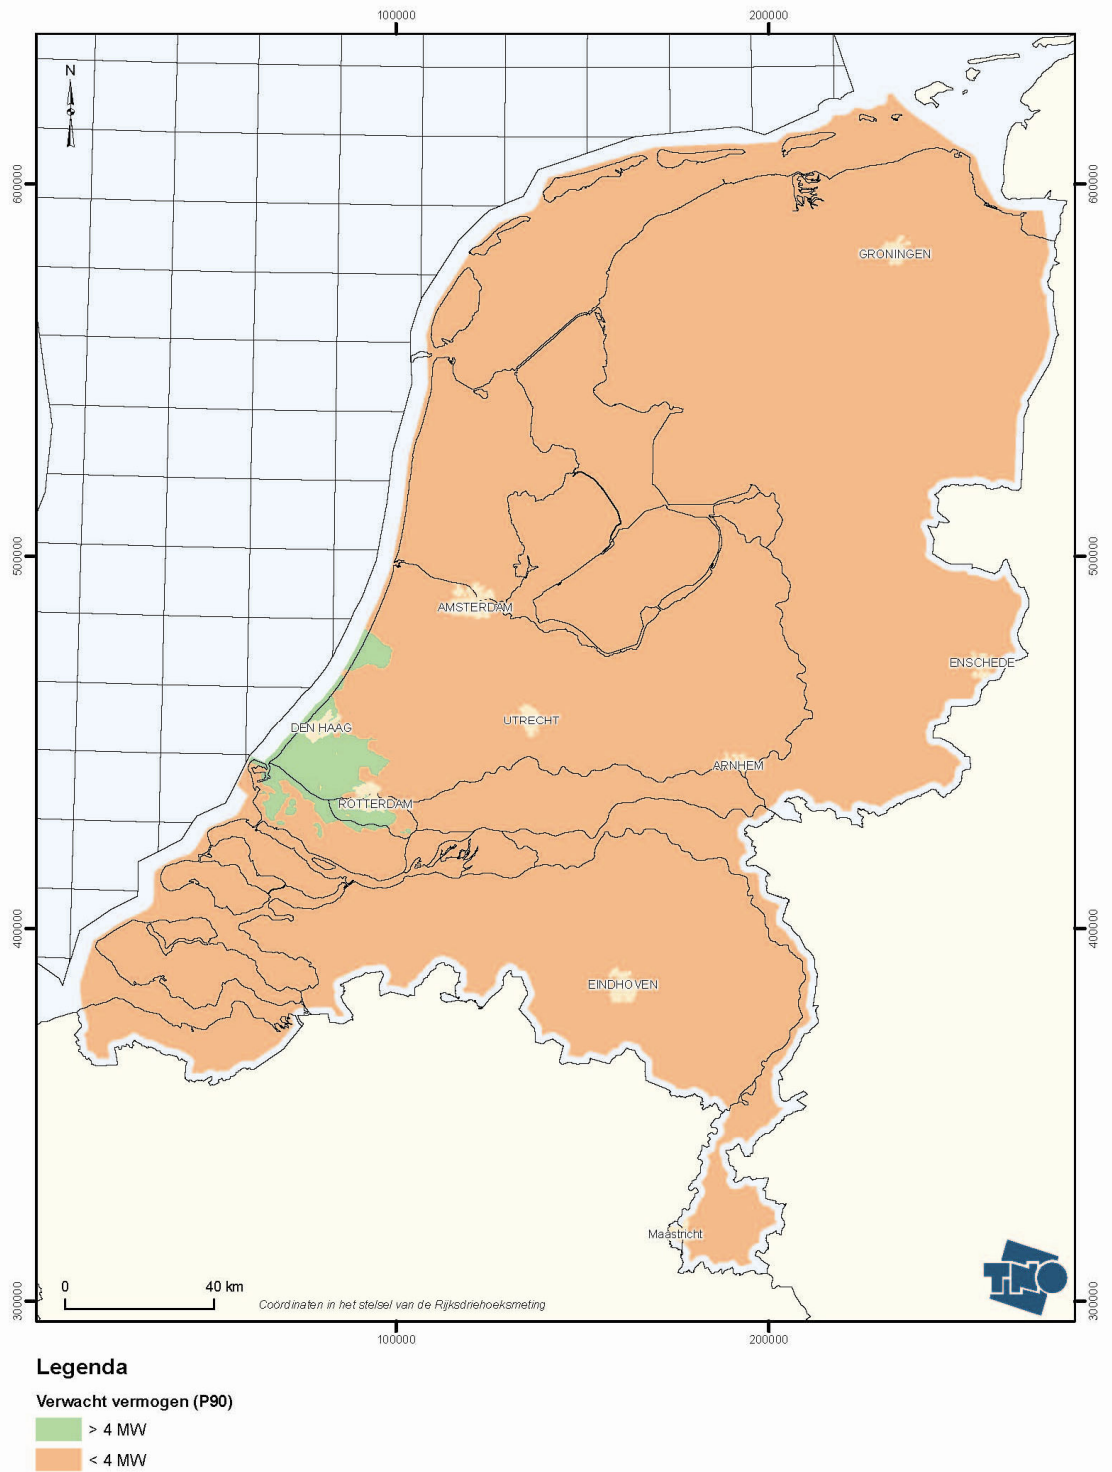 100000 200000
N
600000 600000
GRONINGEN
500000 500000
AMSTERDAM
ENSCHEDE
DEN HAAG
UTRECHT
ARNHEM
ROTTERDAM
400000 400000
EINDHOVEN
Maastricht
TNO
0 40 km
300000 300000
Coördinaten in het stelsel van de Rijksdriehoeksmeting
100000 200000
Legenda
Verwacht vermogen (P90)
> 4 MW
< 4 MW